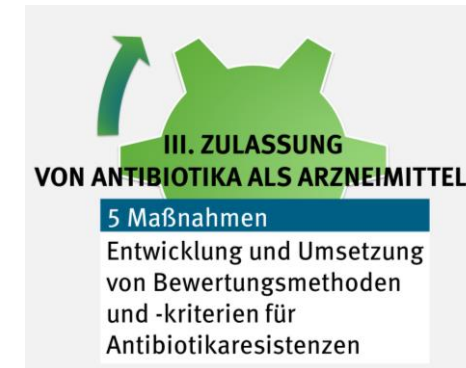 III. ZULASSUNG
VON ANTIBIOTIKA ALS ARZNEIMITTEL
5 Maßnahmen
Entwicklung und Umsetzung
von Bewertungsmethoden
und -kriterien für
Antibiotikaresistenzen